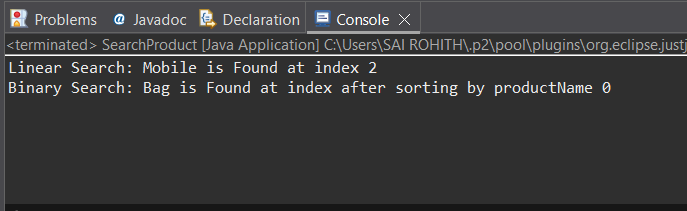 Problems @ Javadoc Declaration Console
<terminated> SearchProduct [Java Application] C:\Users\SAI ROHITH\.p2\pool\plugins\org.eclipse.justj
Linear Search: Mobile is Found at index 2
Binary Search: Bag is Found at index after sorting by productName 0